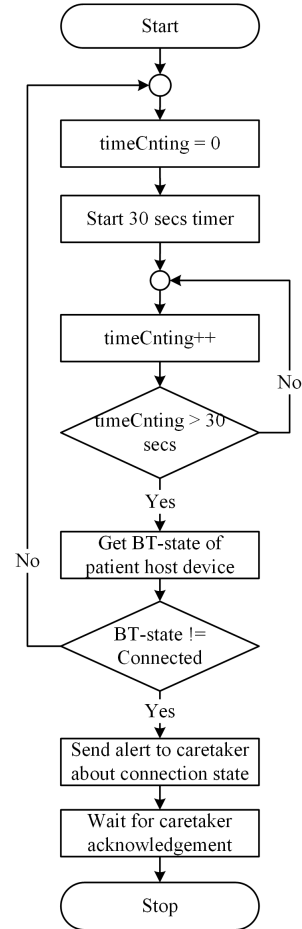 Start
timeCnting = 0
Start 30 secs timer
timeCnting++
No
timeCnting > 30
secs
Yes
Get BT-state of
patient host device
No
BT-state !=
Connected
Yes
Send alert to caretaker
about connection state
Wait for caretaker
acknowledgement
Stop